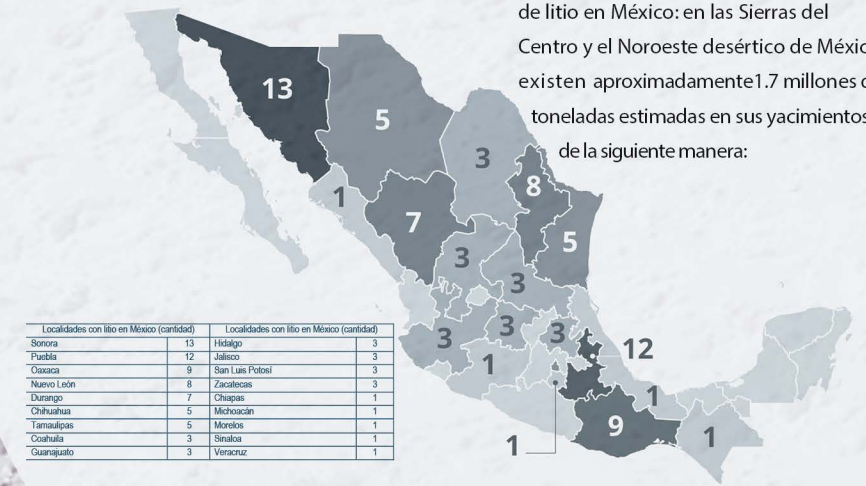 de litio en México: en las Sierras del
Centro y el Noroeste desértico de Méxic
existen aproximadamente1.7 millones
toneladas estimadas en sus yacimientos
de la siguiente manera:
13
5
3
8
1
7
5
3
3
3
3
3
12
1
1
9
1
1
Localidades con litio en México (cantidad) Localidades con litio en México (cantidad)
Sonora 13 Hidalgo 3
Puebla 12 Jalisco 3
Oaxaca 9 San Luis Potosí 3
Nuevo León 8 Zacatecas 3
Durango 7 Chiapas 1
Chihuahua 5 Michoacán 1
Tamaulipas 5 Morelos 1
Coahuila 3 Sinaloa 1
Guanajuato 3 Veracruz 1